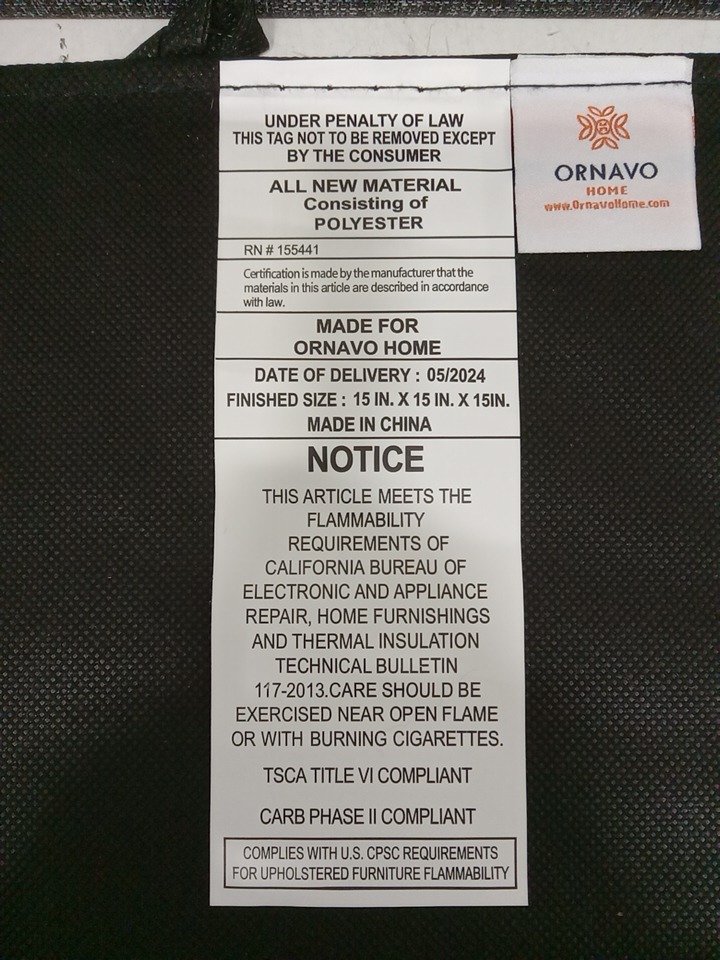 UNDER PENALTY OF LAW
THIS TAG NOT TO BE REMOVED EXCEPT
BY THE CONSUMER
ALL NEW MATERIAL
Consisting of
POLYESTER
RN # 155441
Certification is made by the manufacturer that the
materials in this article are described in accordance
with law.
MADE FOR
ORNAVO HOME
DATE OF DELIVERY : 05/2024
FINISHED SIZE : 15 IN. X 15 IN. X 15IN.
MADE IN CHINA
NOTICE
THIS ARTICLE MEETS THE
FLAMMABILITY
REQUIREMENTS OF
CALIFORNIA BUREAU OF
ELECTRONIC AND APPLIANCE
REPAIR, HOME FURNISHINGS
AND THERMAL INSULATION
TECHNICAL BULLETIN
117-2013.CARE SHOULD BE
EXERCISED NEAR OPEN FLAME
OR WITH BURNING CIGARETTES.
TSCA TITLE VI COMPLIANT
CARB PHASE II COMPLIANT
COMPLIES WITH U.S. CPSC REQUIREMENTS
FOR UPHOLSTERED FURNITURE FLAMMABILITY
ORNAVO
HOME
www.OrnavoHome.com